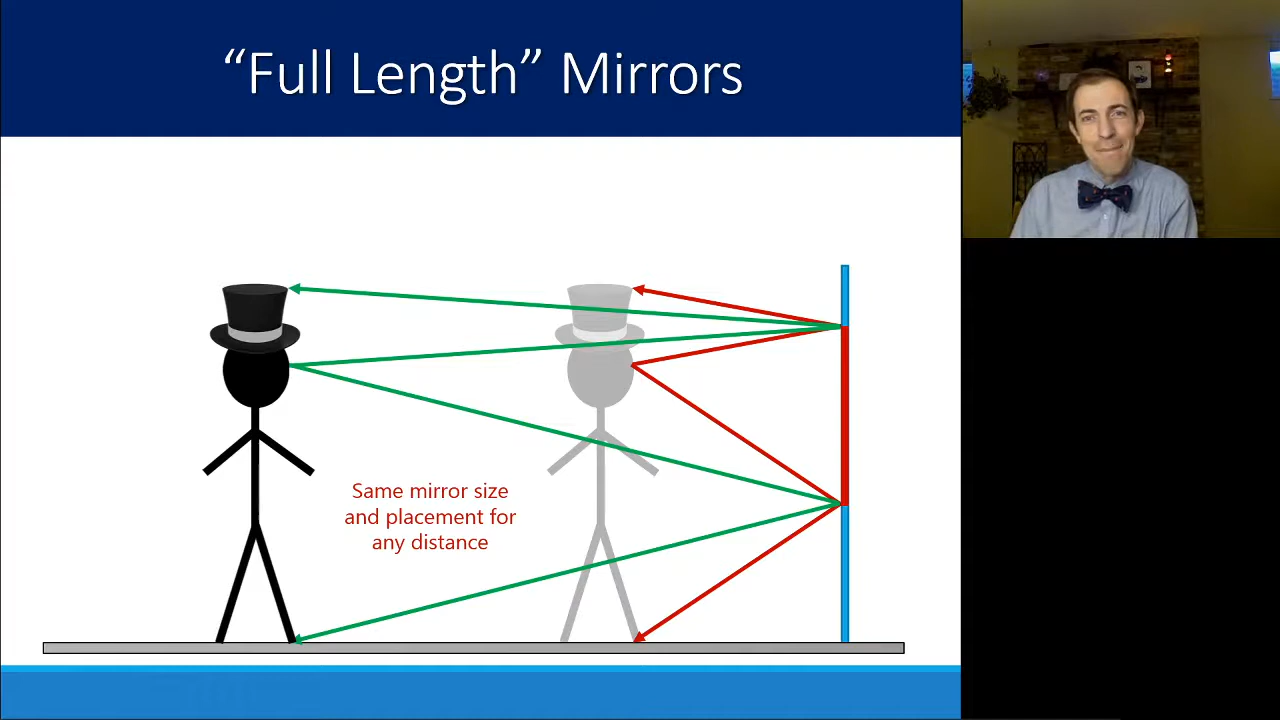 “Full Length” Mirrors
Same mirror size
and placement for
any distance